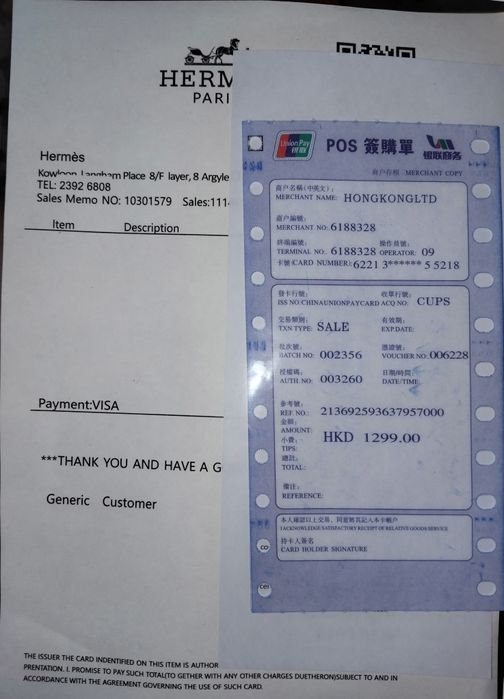 HERM
PARI
Hermès
Kowloon Langham Place 8/F layer, 8 Argyle
TEL: 2392 6808
Sales Memo NO: 10301579 Sales:111
Item Description
Payment:VISA
***THANK YOU AND HAVE A G
Generic Customer
THE ISSUER THE CARD INDENTIFIED ON THIS ITEM IS AUTHOR
PRENTATION. I. PROMISE TO PAY SUCH TOTAL(TO GETHER WITH ANY OTHER CHARGES DUETHERON)SUBJECT TO AND IN
ACCORDANCE WITH THE AGREEMENT GOVERNING THE USE OF SUCH CARD.
UnionPay
银联
POS 簽購單
银联商务
商户存根 MERCHANT COPY
商户名稱(中英文):
MERCHANT NAME: HONGKONGLTD
商户編號:
MERCHANT NO: 6188328
終端編號: 操作員號:
TERMINAL NO: 6188328 OPERATOR: 09
卡號(CARD NUMBER): 6221 3****** 5 5218
發卡行號: 收單行號:
ISS NO:CHINAUNIONPAYCARD ACQ NO: CUPS
交易類別: 有效期:
TXN TYPE: SALE EXP.DATE:
批次號: 憑證號:
BATCH NO: 002356 VOUCHER NO:006228
授權碼: 日期/時間:
AUTH. NO: 003260 DATE/TIME:
参考號:
REF. NO.: 213692593637957000
金額:
AMOUNT: HKD 1299.00
小費:
TIPS:
總計:
TOTAL:
備注:
REFERENCE:
本人確認以上交易、同意將其記入本卡帳户
I ACKNOWLEDGE SATISFACTORY RECEIPT OF RELATIVE GOODS/SERVICE
持卡人簽名
CARD HOLDER SIGNATURE